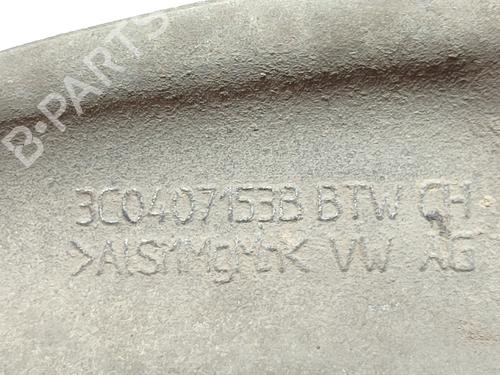 B-PARTS
3C0407153B BTW CH
>AlSi1MgMn< VW AG